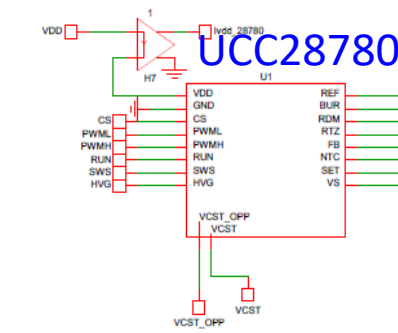 1
VDD
Ivdd_28780
UCC28780
H7
U1
VDD
REF
GND
BUR
CS
CS
RDM
PWML
PWML
RTZ
PWMH
PWMH
FB
RUN
RUN
NTC
SWS
SWS
SET
HVG
HVG
VS
VCST_OPP
VCST
VCST
VCST_OPP